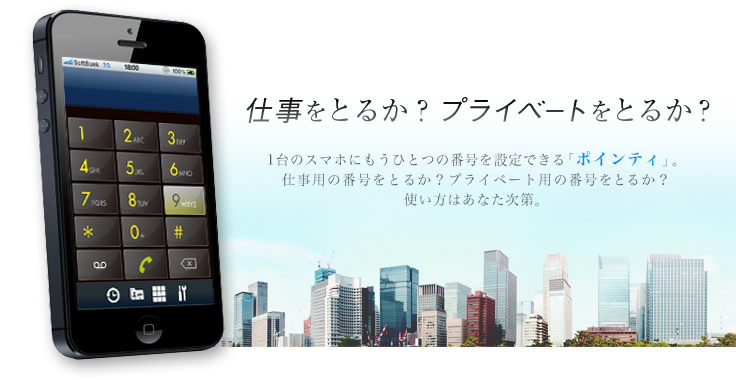 SoftBank 3G 18:00 100%
仕事をとるか？プライベートをとるか？
1台のスマホにもうひとつの番号を設定できる「ポインティ」。
仕事用の番号をとるか？プライベート用の番号をとるか？
使い方はあなた次第。
1 2 ABC 3 DEF
4 GHI 5 JKL 6 MNO
7 PQRS 8 TUV 9 WXYZ
* 0 + #